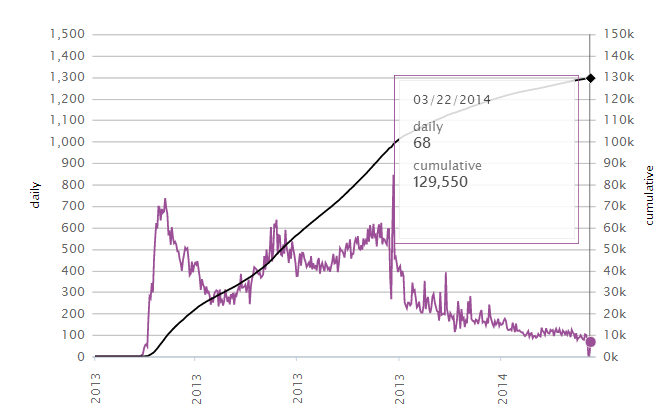 1,500
1,400
1,300
1,200
1,100
1,000
900
800
700
600
500
400
300
200
100
0
daily
150k
140k
130k
120k
110k
100k
90k
80k
70k
60k
50k
40k
30k
20k
10k
0k
cumulative
03/22/2014
daily
68
cumulative
129,550
2013
2013
2013
2013
2014